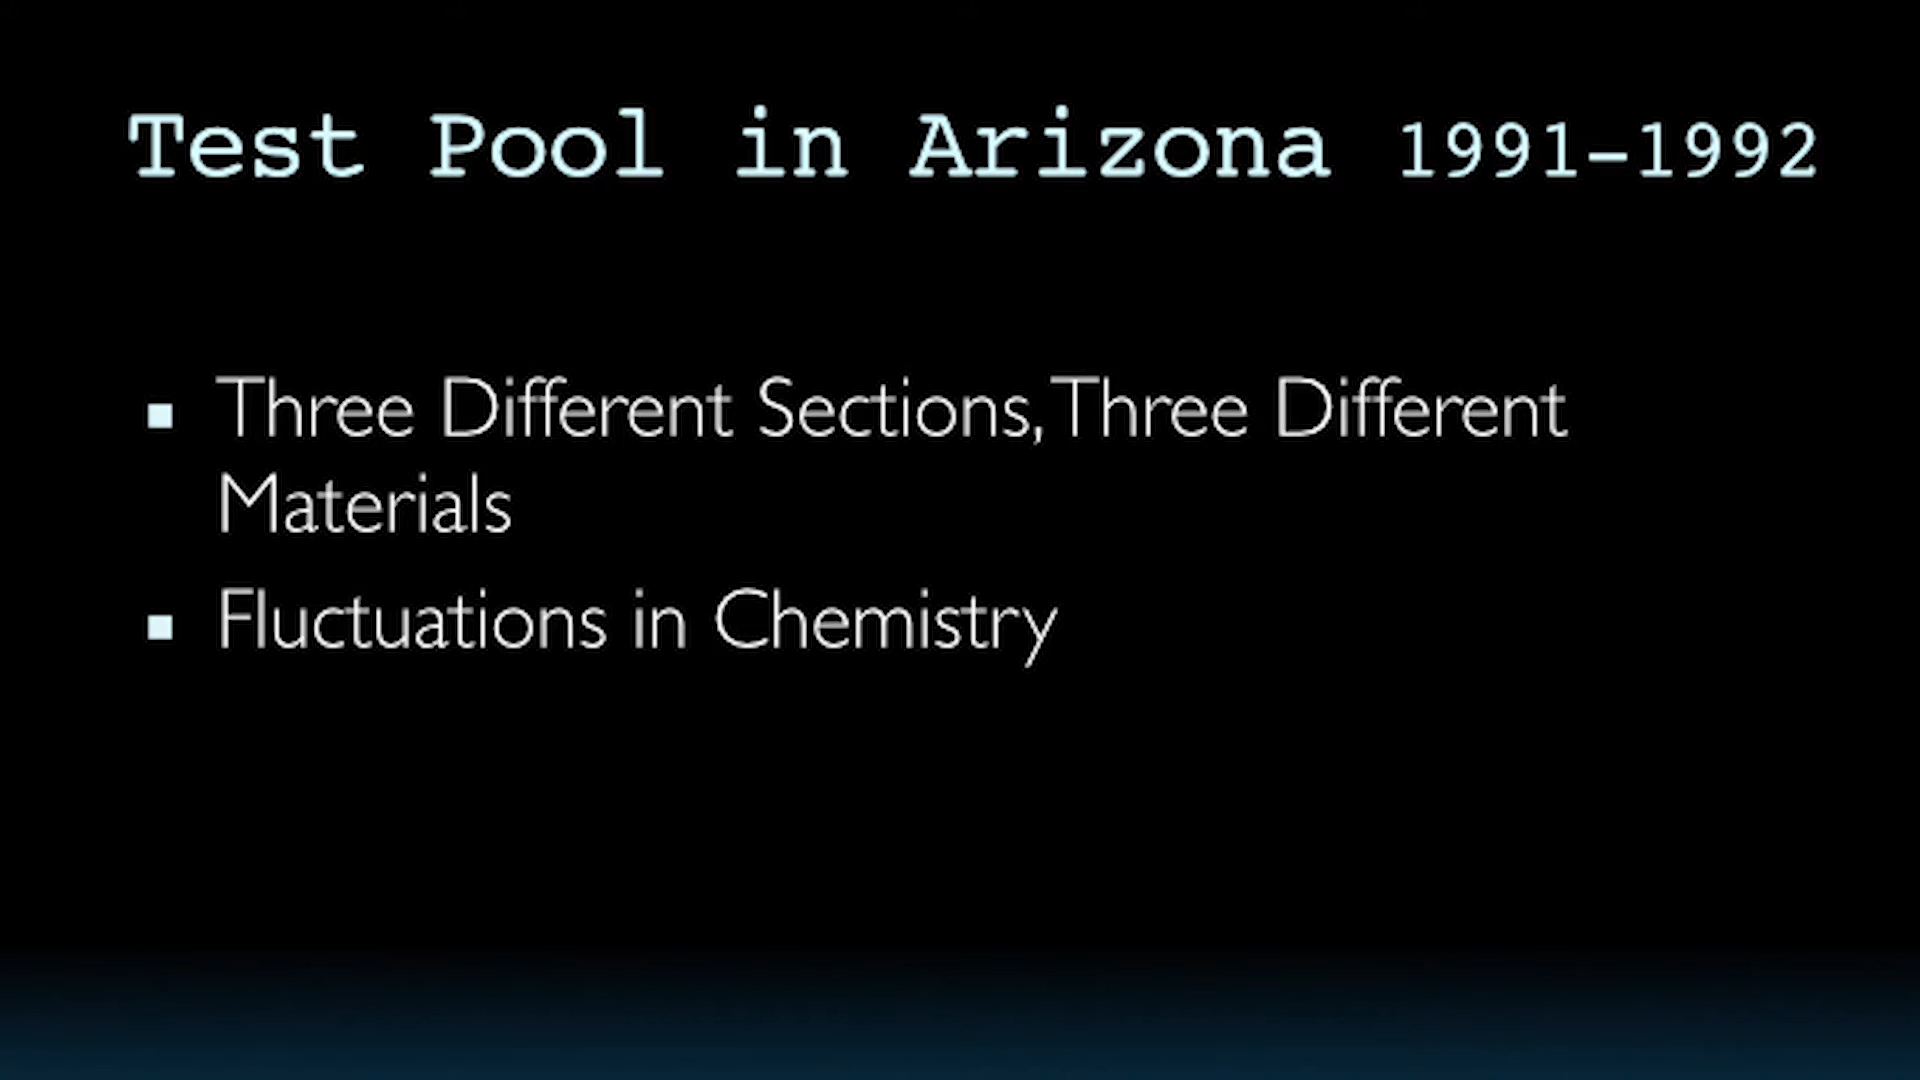 Test Pool in Arizona 1991-1992
Three Different Sections, Three Different
Materials
Fluctuations in Chemistry